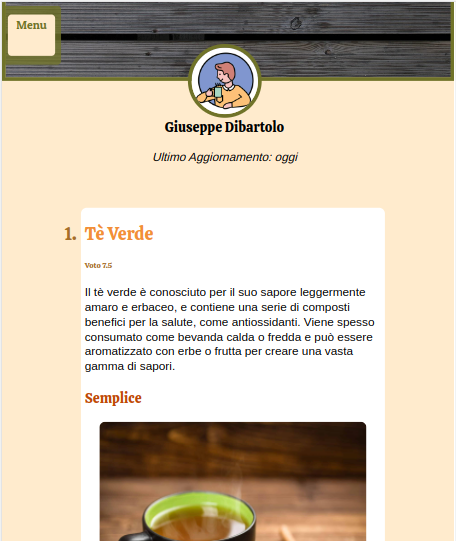 Menu
Giuseppe Dibartolo
Ultimo Aggiornamento: oggi
1. Tè Verde
Voto 7.5
Il tè verde è conosciuto per il suo sapore leggermente
amaro e erbaceo, e contiene una serie di composti
benefici per la salute, come antiossidanti. Viene spesso
consumato come bevanda calda o fredda e può essere
aromatizzato con erbe o frutta per creare una vasta
gamma di sapori.
Semplice